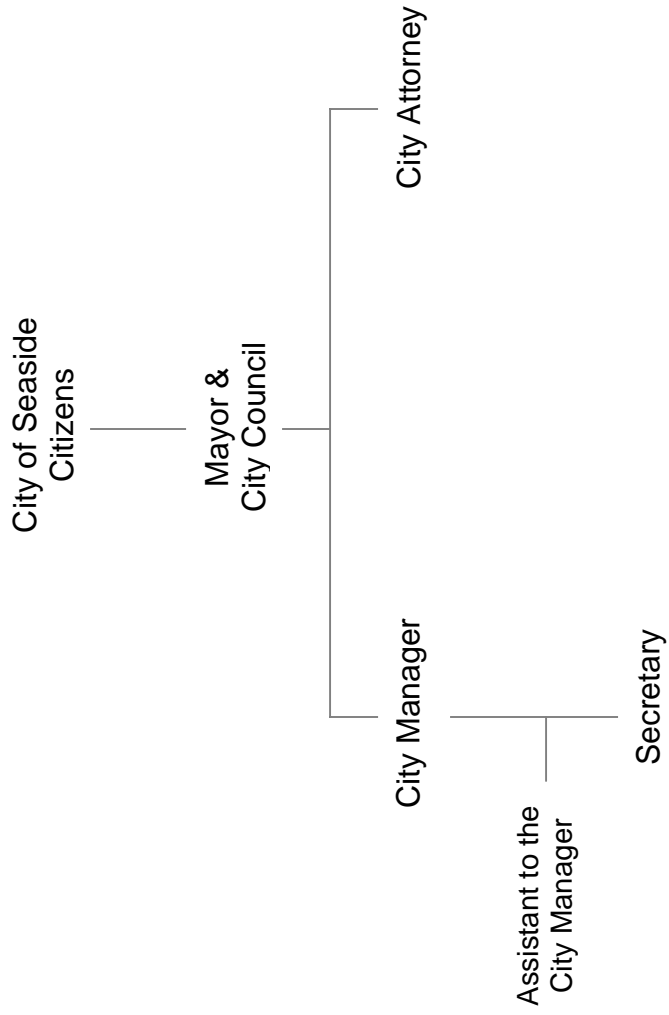 City of Seaside
Citizens
Mayor &
City Council
City Manager
City Attorney
Assistant to the
City Manager
Secretary